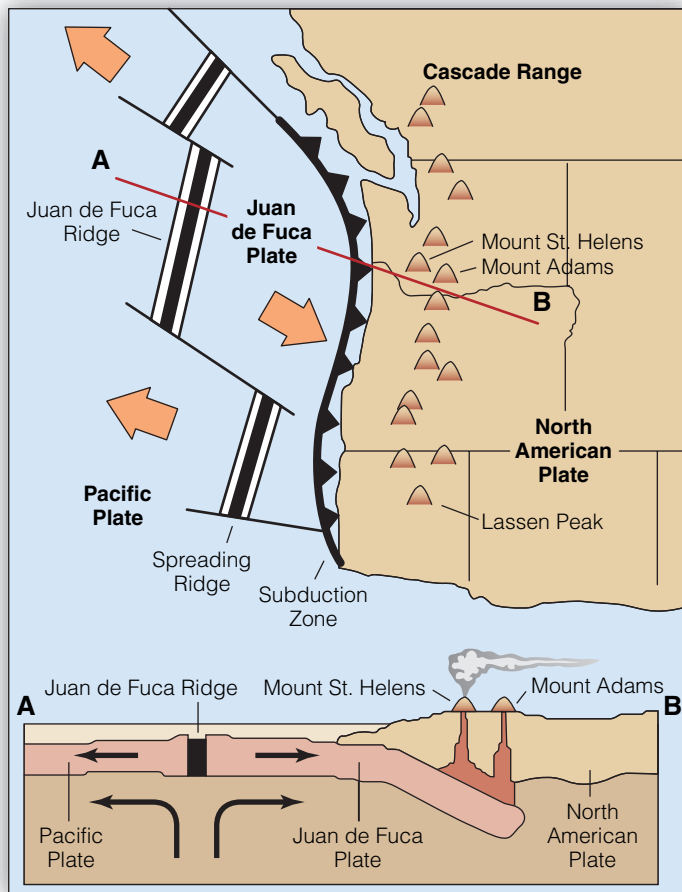 Cascade Range
A
Juan de Fuca
Ridge
Juan
de Fuca
Plate
Mount St. Helens
Mount Adams
B
North
American
Plate
Pacific
Plate
Lassen Peak
Spreading
Ridge
Subduction
Zone
A
Juan de Fuca Ridge
Mount St. Helens
Mount Adams
B
Pacific
Plate
Juan de Fuca
Plate
North
American
Plate